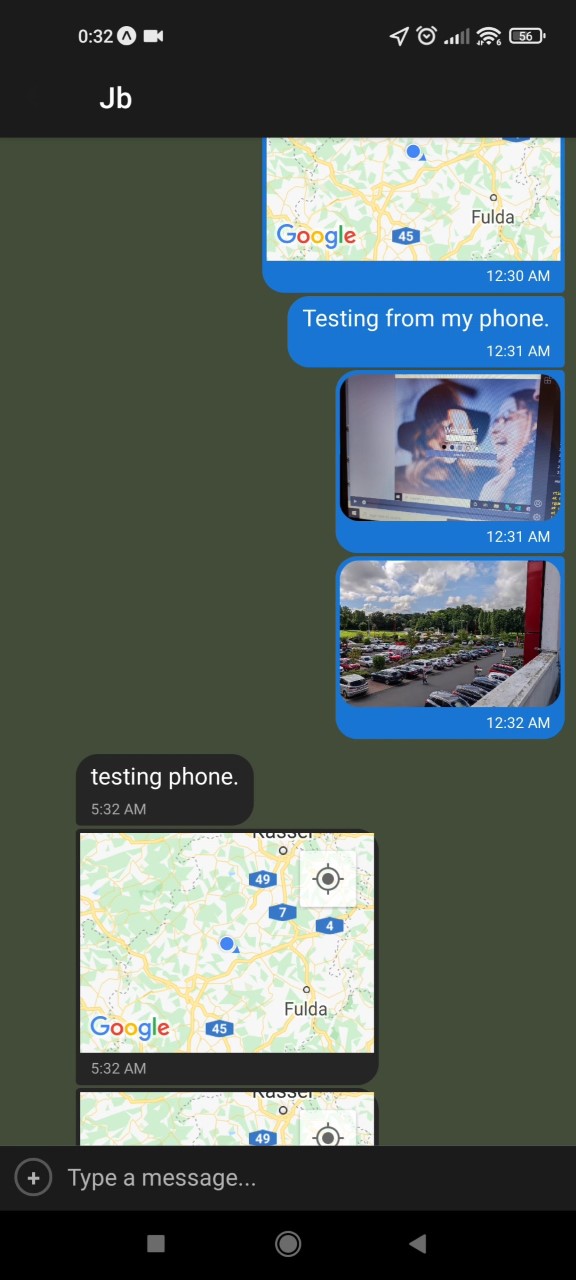 0:32
56
Jb
Fulda
Google
45
12:30 AM
Testing from my phone.
12:31 AM
Welcome!
12:31 AM
12:32 AM
testing phone.
5:32 AM
Kassel
49
7
4
Fulda
Google
45
5:32 AM
Kassel
49
Type a message...